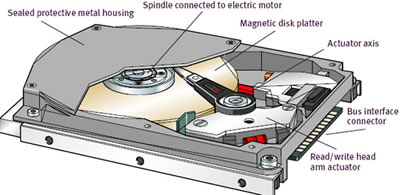 Spindle connected to electric motor
Sealed protective metal housing
Magnetic disk platter
Actuator axis
Bus interface
connector
Read/write head
arm actuator